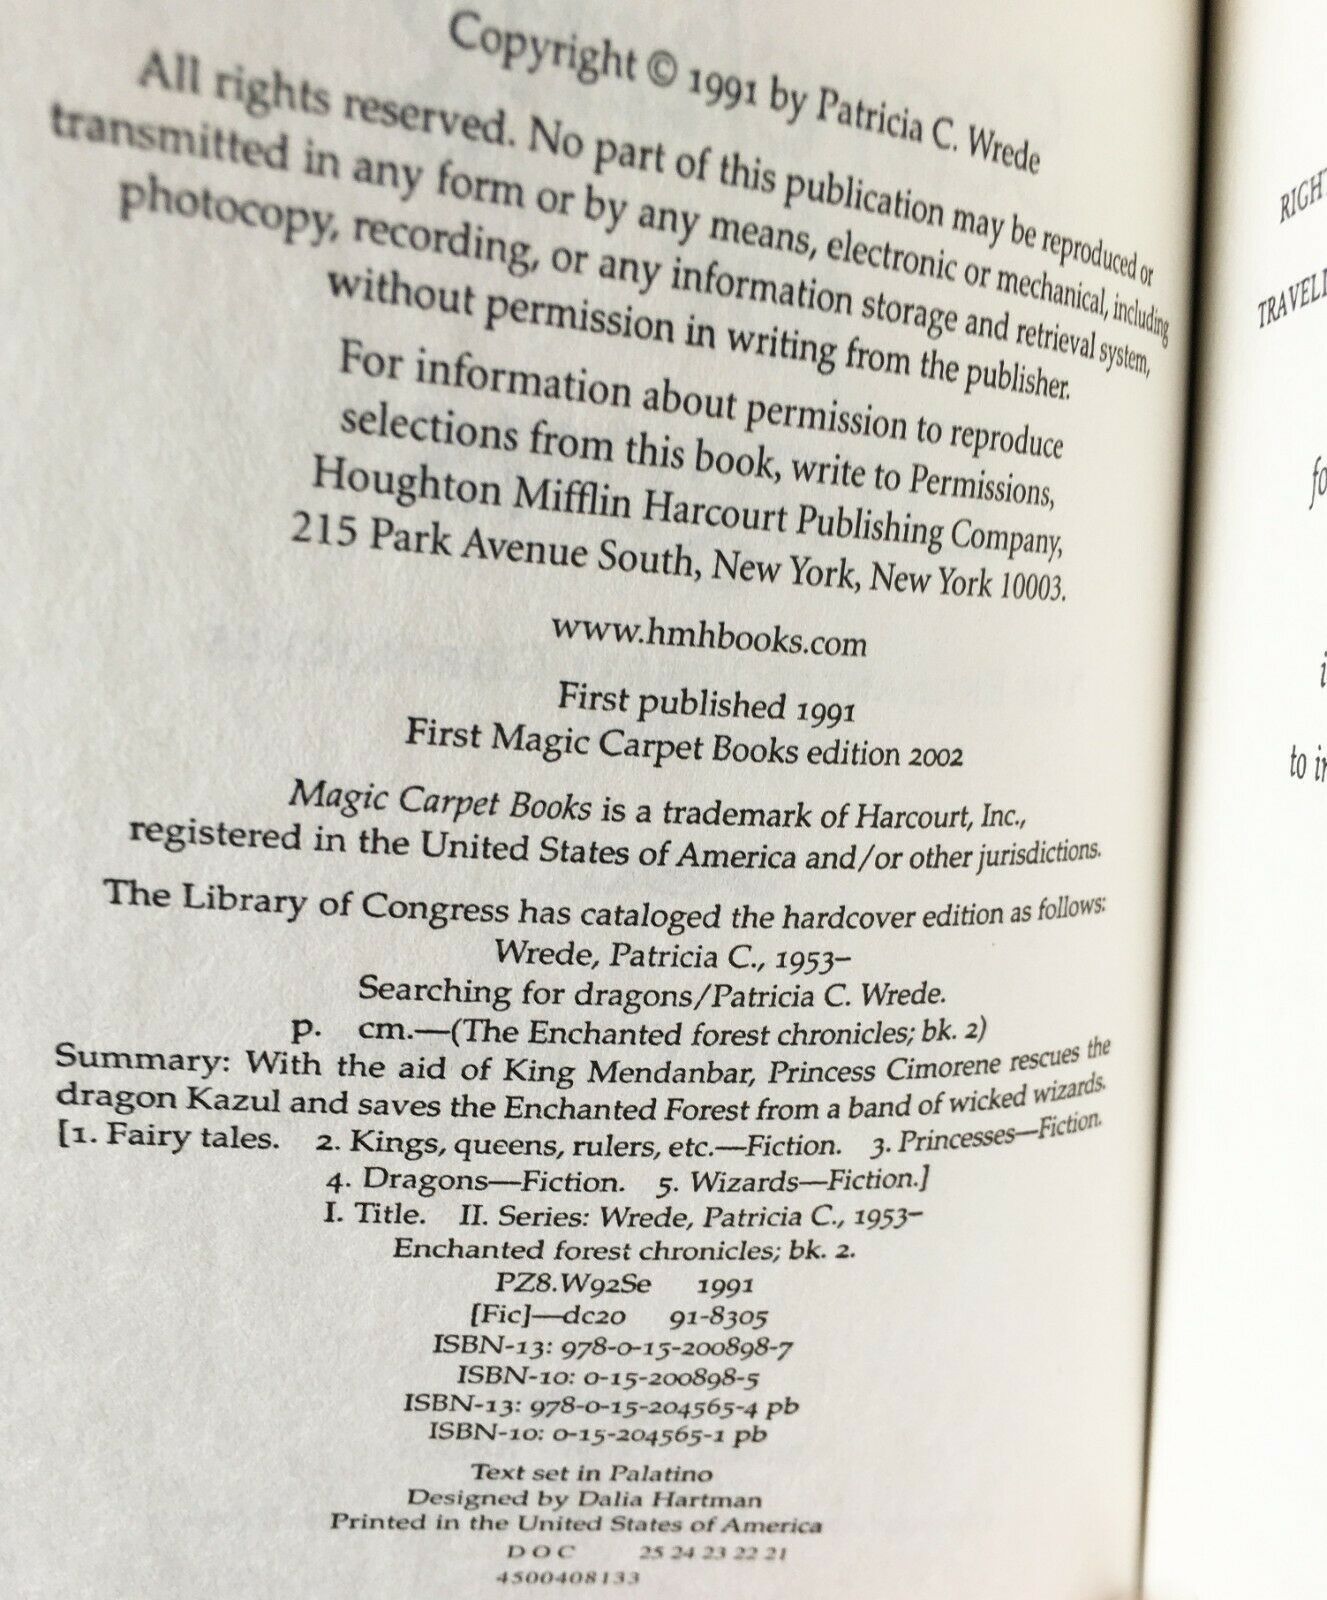 Copyright © 1991 by Patricia C. Wrede
All rights reserved. No part of this publication may be reproduced or
transmitted in any form or by any means, electronic or mechanical, including
photocopy, recording, or any information storage and retrieval system,
without permission in writing from the publisher.
For information about permission to reproduce
selections from this book, write to Permissions,
Houghton Mifflin Harcourt Publishing Company,
215 Park Avenue South, New York, New York 10003.
www.hmhbooks.com
First published 1991
First Magic Carpet Books edition 2002
Magic Carpet Books is a trademark of Harcourt, Inc.,
registered in the United States of America and/or other jurisdictions.
The Library of Congress has cataloged the hardcover edition as follows:
Wrede, Patricia C., 1953–
Searching for dragons/Patricia C. Wrede.
p. cm.—(The Enchanted forest chronicles; bk. 2)
Summary: With the aid of King Mendanbar, Princess Cimorene rescues the
dragon Kazul and saves the Enchanted Forest from a band of wicked wizards.
[1. Fairy tales. 2. Kings, queens, rulers, etc.—Fiction. 3. Princesses—Fiction.
4. Dragons—Fiction. 5. Wizards—Fiction.]
I. Title. II. Series: Wrede, Patricia C., 1953–
Enchanted forest chronicles; bk. 2.
PZ8.W92Se 1991
[Fic]—dc20 91-8305
ISBN-13: 978-0-15-200898-7
ISBN-10: 0-15-200898-5
ISBN-13: 978-0-15-204565-4 pb
ISBN-10: 0-15-204565-1 pb
Text set in Palatino
Designed by Dalia Hartman
Printed in the United States of America
DOC 25 24 23 22 21
4500408133
RIGHT
TRAVELI
fo
to